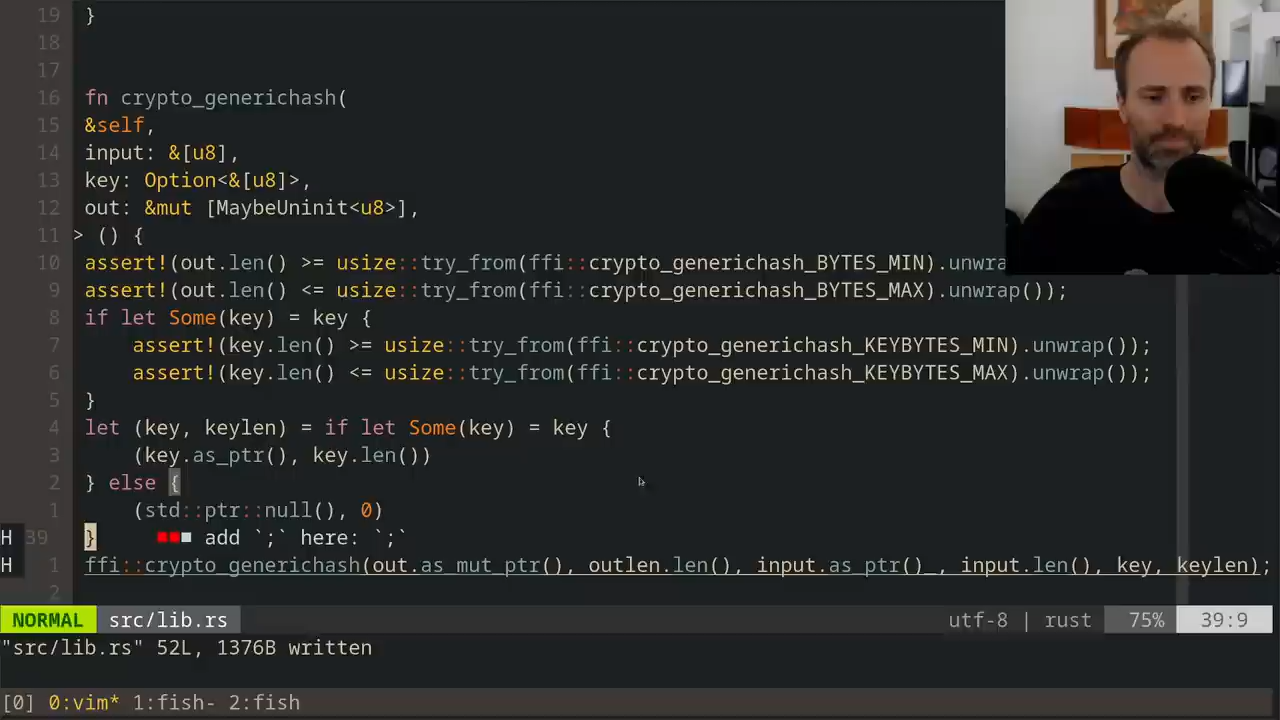 19 }
18
17
16 fn crypto_generichash(
15 &self,
14 input: &[u8],
13 key: Option<&[u8]>,
12 out: &mut [MaybeUninit<u8>],
11 > () {
10 assert!(out.len() >= usize::try_from(ffi::crypto_generichash_BYTES_MIN).unwra
9 assert!(out.len() <= usize::try_from(ffi::crypto_generichash_BYTES_MAX).unwrap());
8 if let Some(key) = key {
7 assert!(key.len() >= usize::try_from(ffi::crypto_generichash_KEYBYTES_MIN).unwrap());
6 assert!(key.len() <= usize::try_from(ffi::crypto_generichash_KEYBYTES_MAX).unwrap());
5 }
4 let (key, keylen) = if let Some(key) = key {
3 (key.as_ptr(), key.len())
2 } else {
1 (std::ptr::null(), 0)
H 39 } ■■■ add `;` here: `;`
H 1 ffi::crypto_generichash(out.as_mut_ptr(), outlen.len(), input.as_ptr()_, input.len(), key, keylen);
2
NORMAL src/lib.rs utf-8 | rust 75% 39:9
"src/lib.rs" 52L, 1376B written
[0] 0:vim* 1:fish- 2:fish